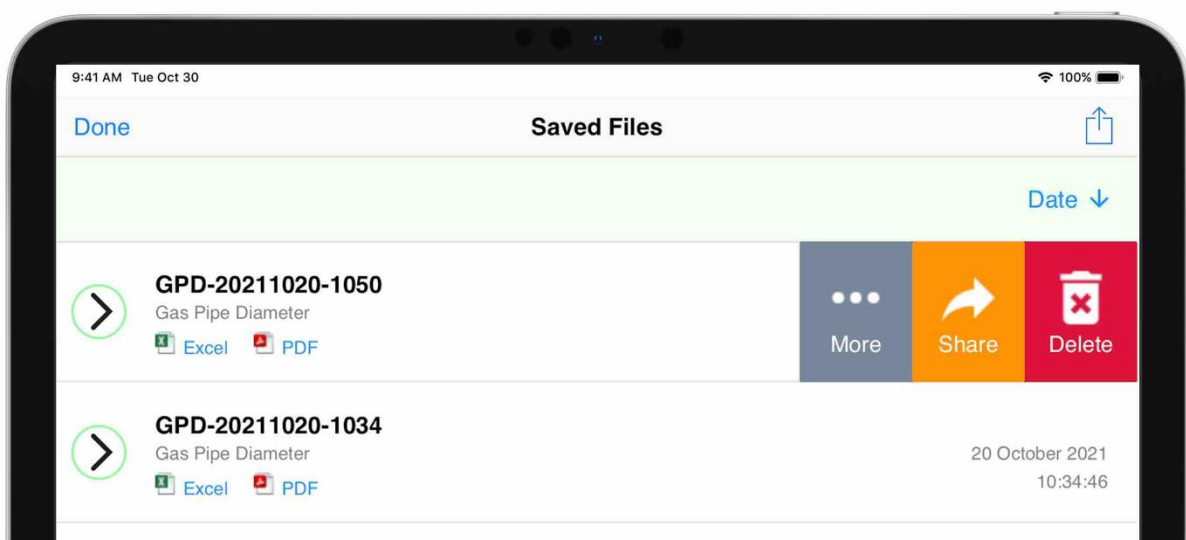 9:41 AM Tue Oct 30 100%
Done Saved Files
Date
GPD-20211020-1050
Gas Pipe Diameter
Excel PDF
More Share Delete
GPD-20211020-1034
Gas Pipe Diameter
Excel PDF
20 October 2021
10:34:46